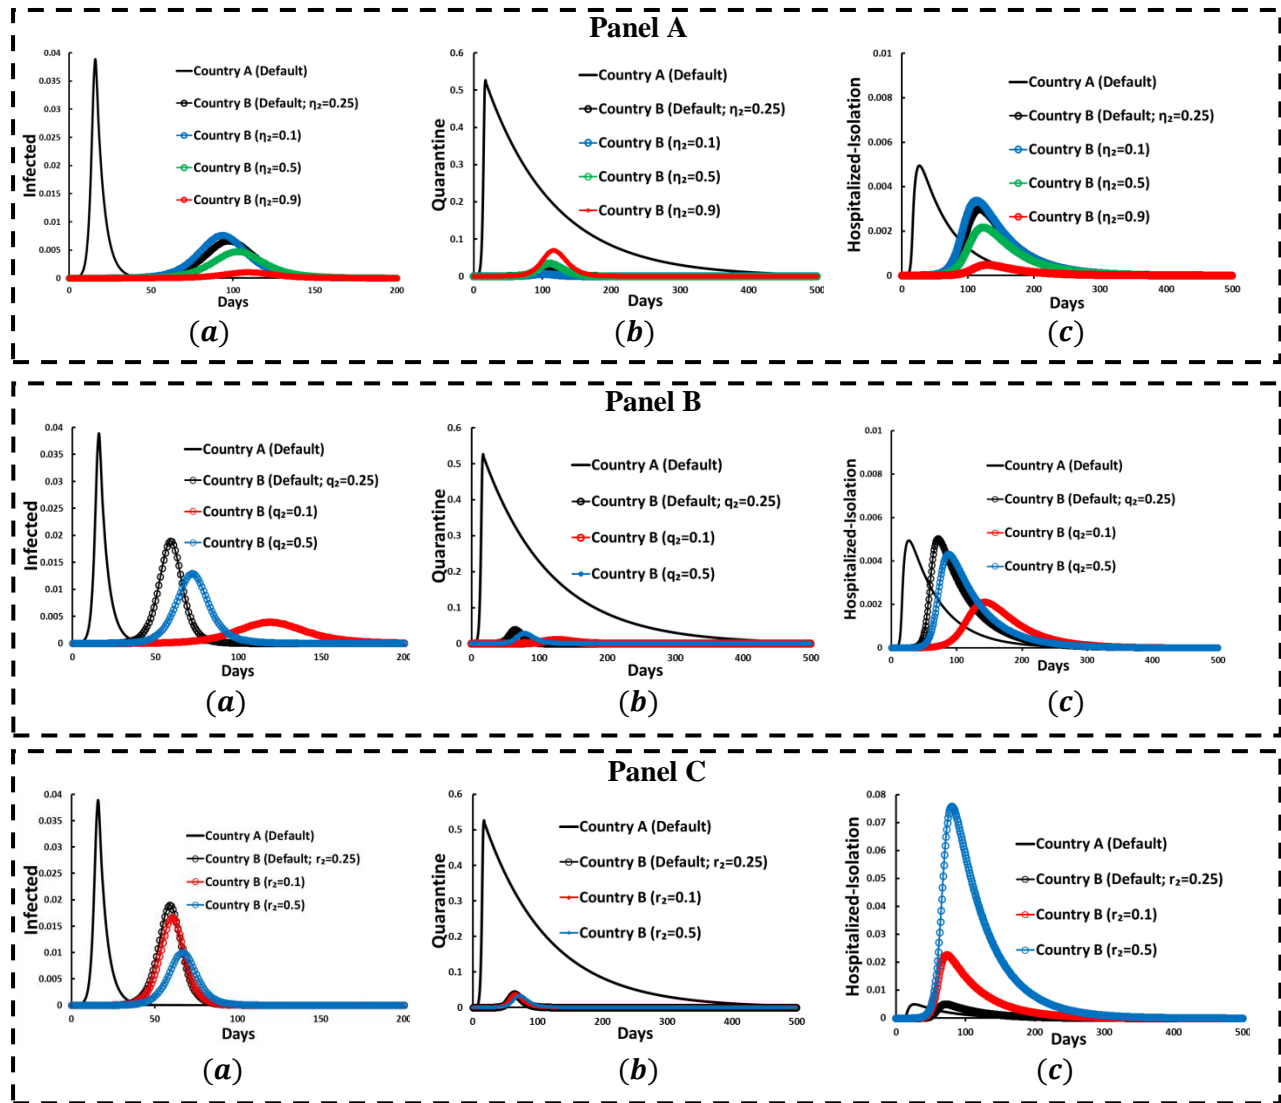 Panel A
Infected
0.04
0.035
0.03
0.025
0.02
0.015
0.01
0.005
0
0
50
100
150
200
Days
Country A (Default)
Country B (Default; η₂=0.25)
Country B (η₂=0.1)
Country B (η₂=0.5)
Country B (η₂=0.9)
(a)
Quarantine
0.6
0.5
0.4
0.3
0.2
0.1
0
0
100
200
300
400
500
Days
Country A (Default)
Country B (Default; η₂=0.25)
Country B (η₂=0.1)
Country B (η₂=0.5)
Country B (η₂=0.9)
(b)
Hospitalized-Isolation
0.01
0.008
0.006
0.004
0.002
0
0
100
200
300
400
500
Days
Country A (Default)
Country B (Default; η₂=0.25)
Country B (η₂=0.1)
Country B (η₂=0.5)
Country B (η₂=0.9)
(c)
Panel B
Infected
0.04
0.035
0.03
0.025
0.02
0.015
0.01
0.005
0
0
50
100
150
200
Days
Country A (Default)
Country B (Default; q₂=0.25)
Country B (q₂=0.1)
Country B (q₂=0.5)
(a)
Quarantine
0.6
0.5
0.4
0.3
0.2
0.1
0
0
100
200
300
400
500
Days
Country A (Default)
Country B (Default; q₂=0.25)
Country B (q₂=0.1)
Country B (q₂=0.5)
(b)
Hospitalized-Isolation
0.01
0.008
0.006
0.004
0.002
0
0
100
200
300
400
500
Days
Country A (Default)
Country B (Default; q₂=0.25)
Country B (q₂=0.1)
Country B (q₂=0.5)
(c)
Panel C
Infected
0.04
0.035
0.03
0.025
0.02
0.015
0.01
0.005
0
0
50
100
150
200
Days
Country A (Default)
Country B (Default; r₂=0.25)
Country B (r₂=0.1)
Country B (r₂=0.5)
(a)
Quarantine
0.6
0.5
0.4
0.3
0.2
0.1
0
0
100
200
300
400
500
Days
Country A (Default)
Country B (Default; r₂=0.25)
Country B (r₂=0.1)
Country B (r₂=0.5)
(b)
Hospitalized-Isolation
0.08
0.07
0.06
0.05
0.04
0.03
0.02
0.01
0
0
100
200
300
400
500
Days
Country A (Default)
Country B (Default; r₂=0.25)
Country B (r₂=0.1)
Country B (r₂=0.5)
(c)